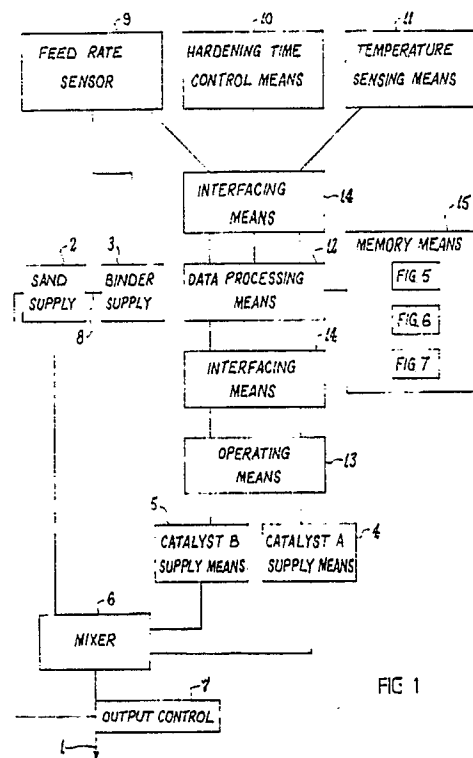 9
10
11
FEED RATE
SENSOR
HARDENING TIME
CONTROL MEANS
TEMPERATURE
SENSING MEANS
INTERFACING
MEANS
14
15
2
3
12
MEMORY MEANS
SAND
SUPPLY
BINDER
SUPPLY
DATA PROCESSING
MEANS
FIG 5
8
FIG 6
14
INTERFACING
MEANS
FIG 7
OPERATING
MEANS
13
5
CATALYST B
SUPPLY MEANS
CATALYST A
SUPPLY MEANS
4
6
MIXER
7
FIG 1
OUTPUT CONTROL
1